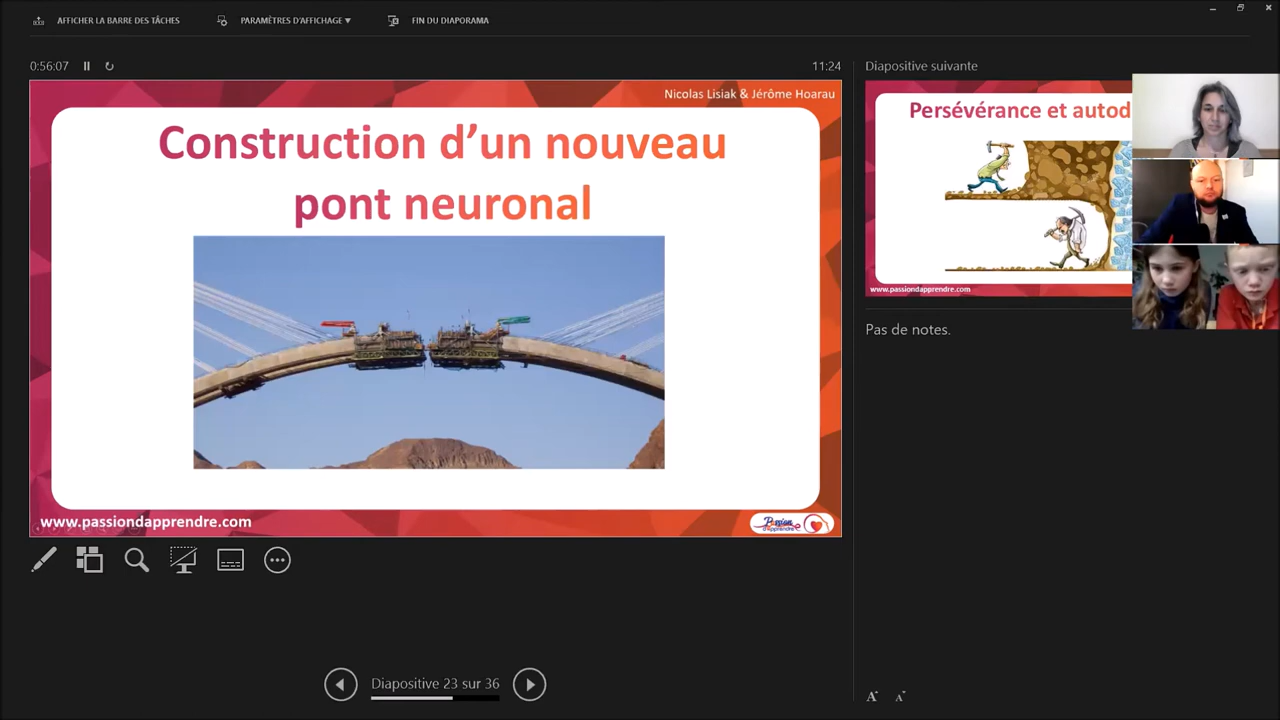 AFFICHER LA BARRE DES TÂCHES
PARAMÈTRES D'AFFICHAGE ▼
FIN DU DIAPORAMA
0:56:07
11:24
Nicolas Lisiak & Jérôme Hoarau
Construction d’un nouveau
pont neuronal
www.passiondapprendre.com
Passion
d'apprendre
Diapositive 23 sur 36
Diapositive suivante
Persévérance et autod
www.passiondapprendre.com
Pas de notes.